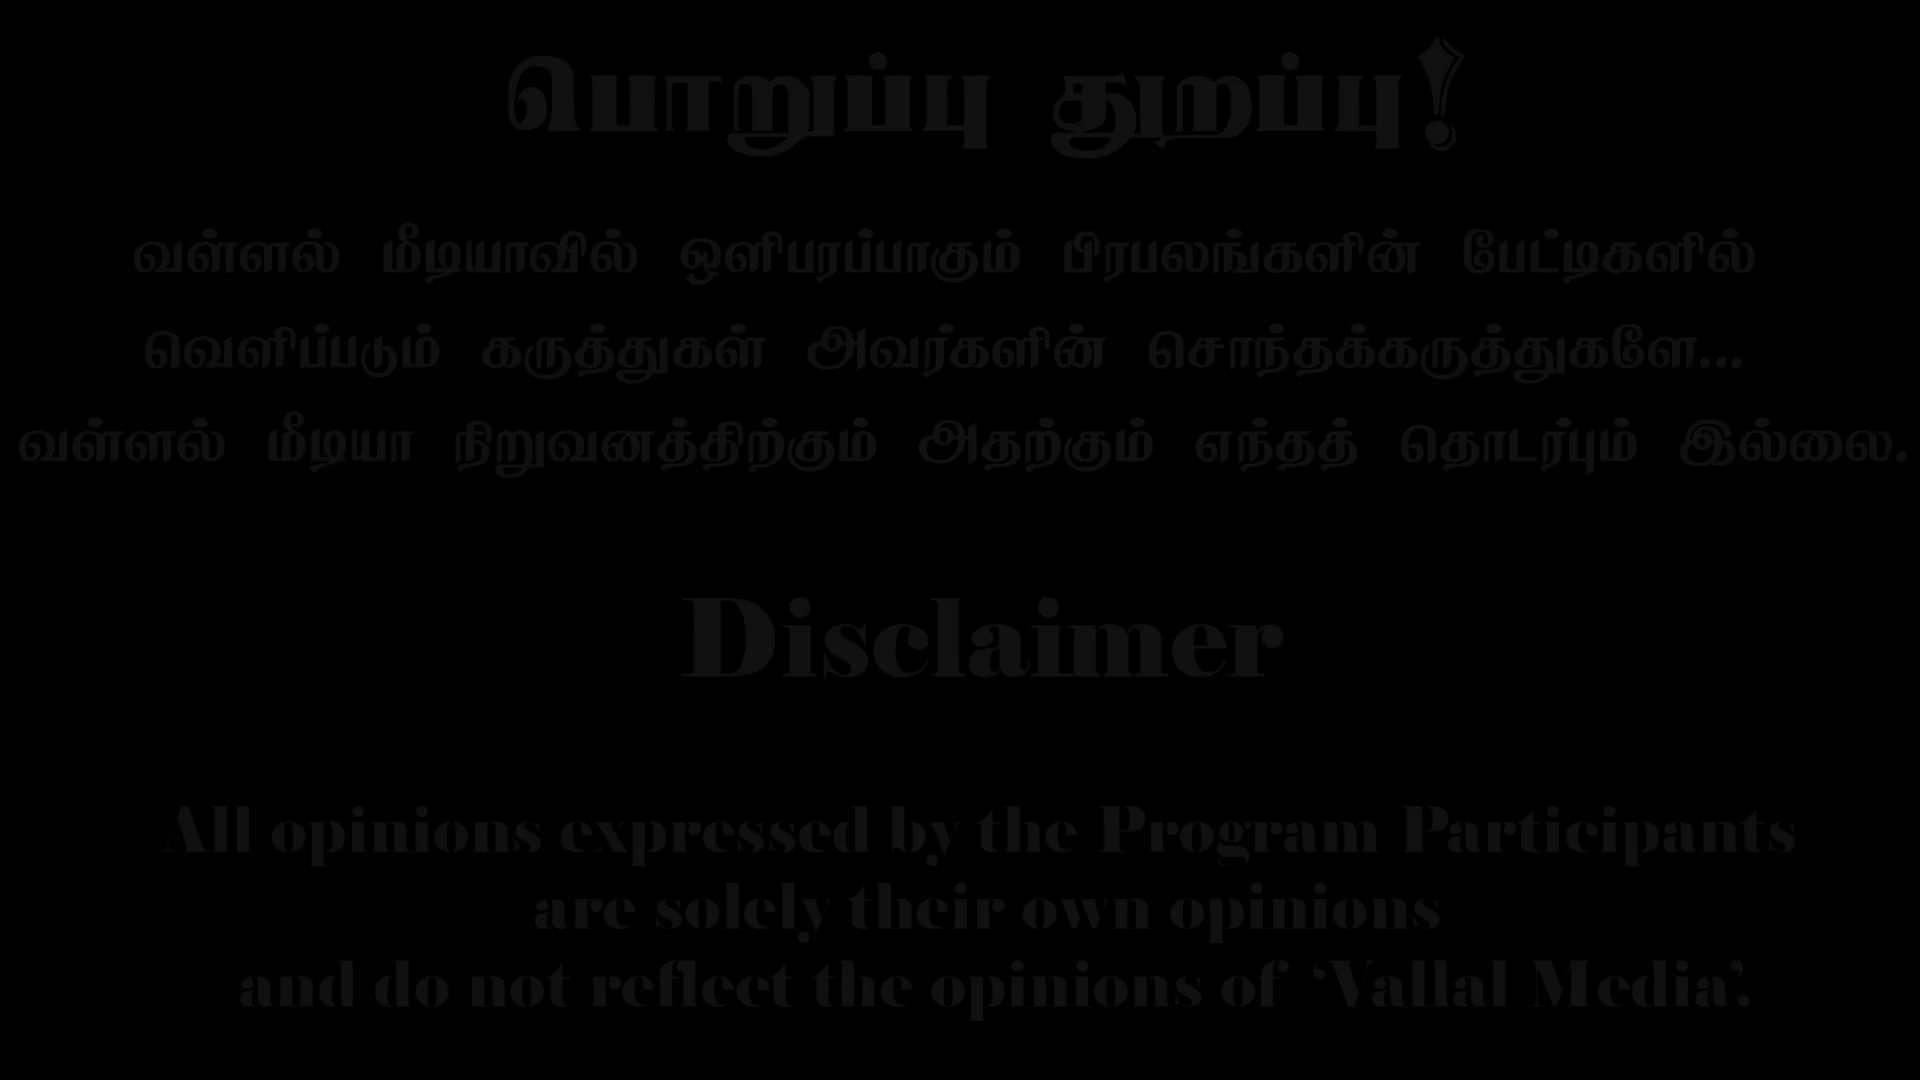 பொறுப்பு துறப்பு!
வள்ளல் மீடியாவில் ஒளிபரப்பாகும் பிரபலங்களின் பேட்டிகளில்
வெளிப்படும் கருத்துகள் அவர்களின் சொந்தக்கருத்துகளே...
வள்ளல் மீடியா நிறுவனத்திற்கும் அதற்கும் எந்தத் தொடர்பும் இல்லை.
Disclaimer
All opinions expressed by the Program Participants
are solely their own opinions
and do not reflect the opinions of ‘Vallal Media’.